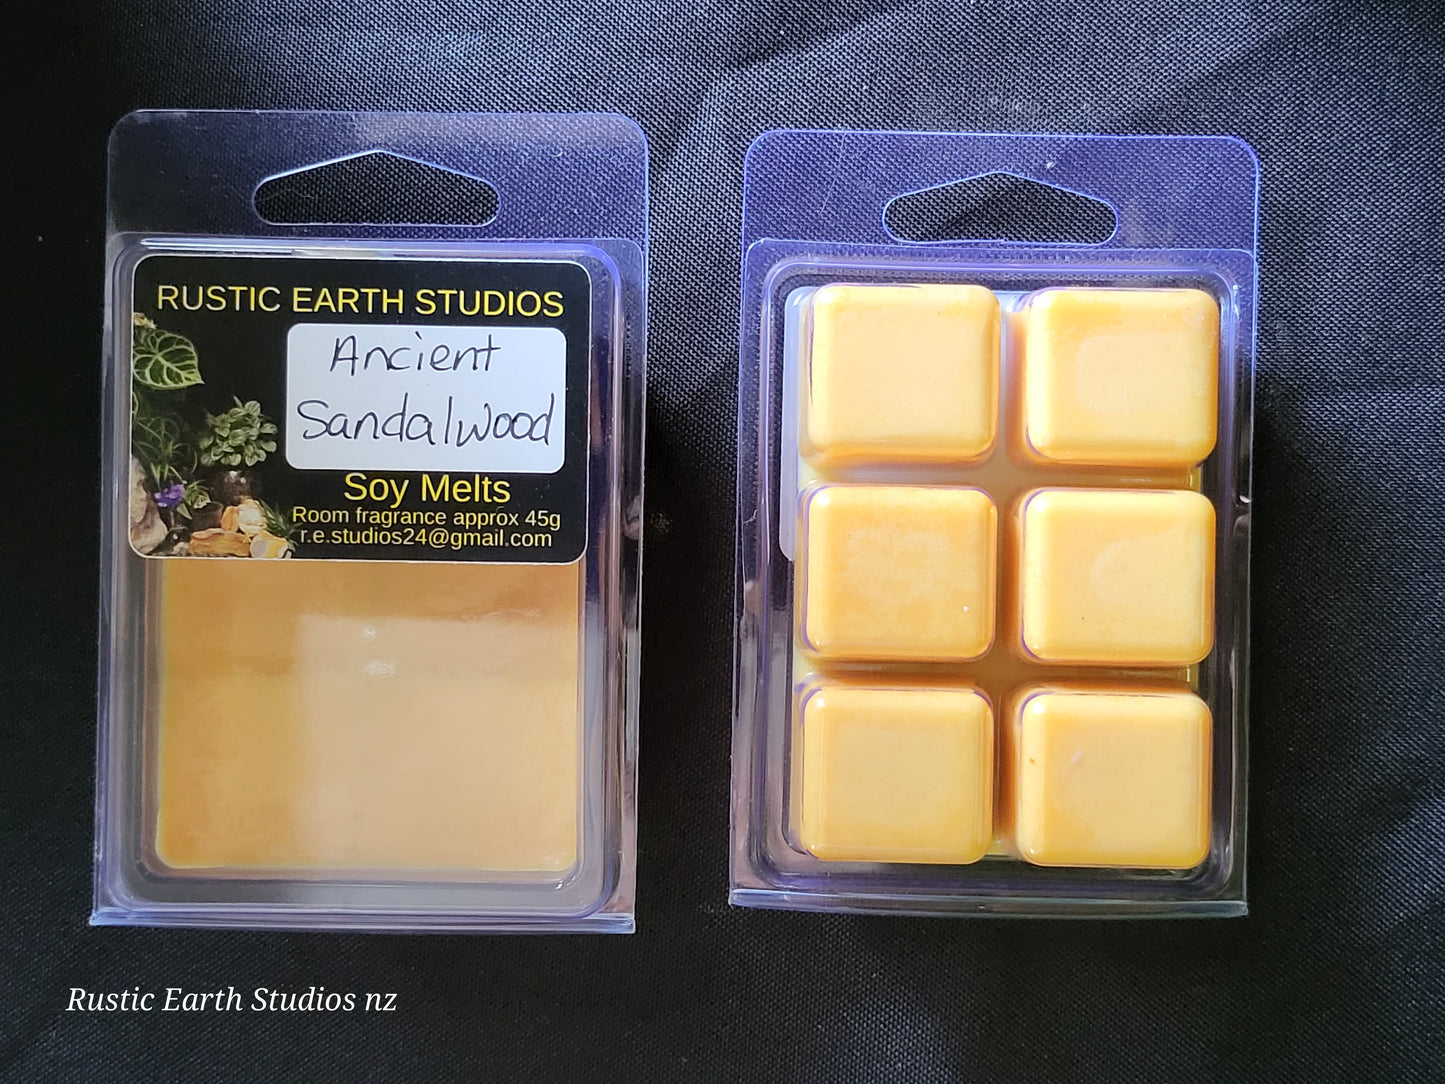 RUSTIC EARTH STUDIOS
Ancient
Sandalwood
Soy Melts
Room fragrance approx 45g
r.e.studios24@gmail.com
Rustic Earth Studios nz